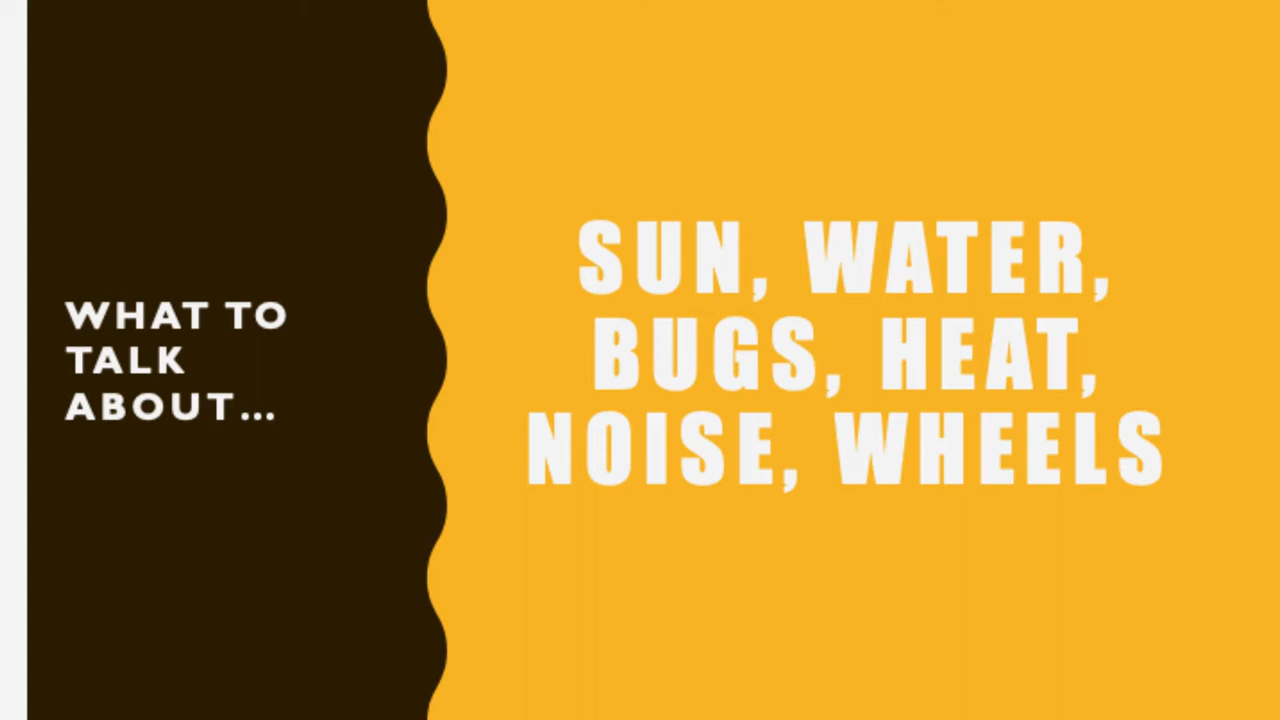 WHAT TO
TALK
ABOUT...
SUN, WATER,
BUGS, HEAT,
NOISE, WHEELS